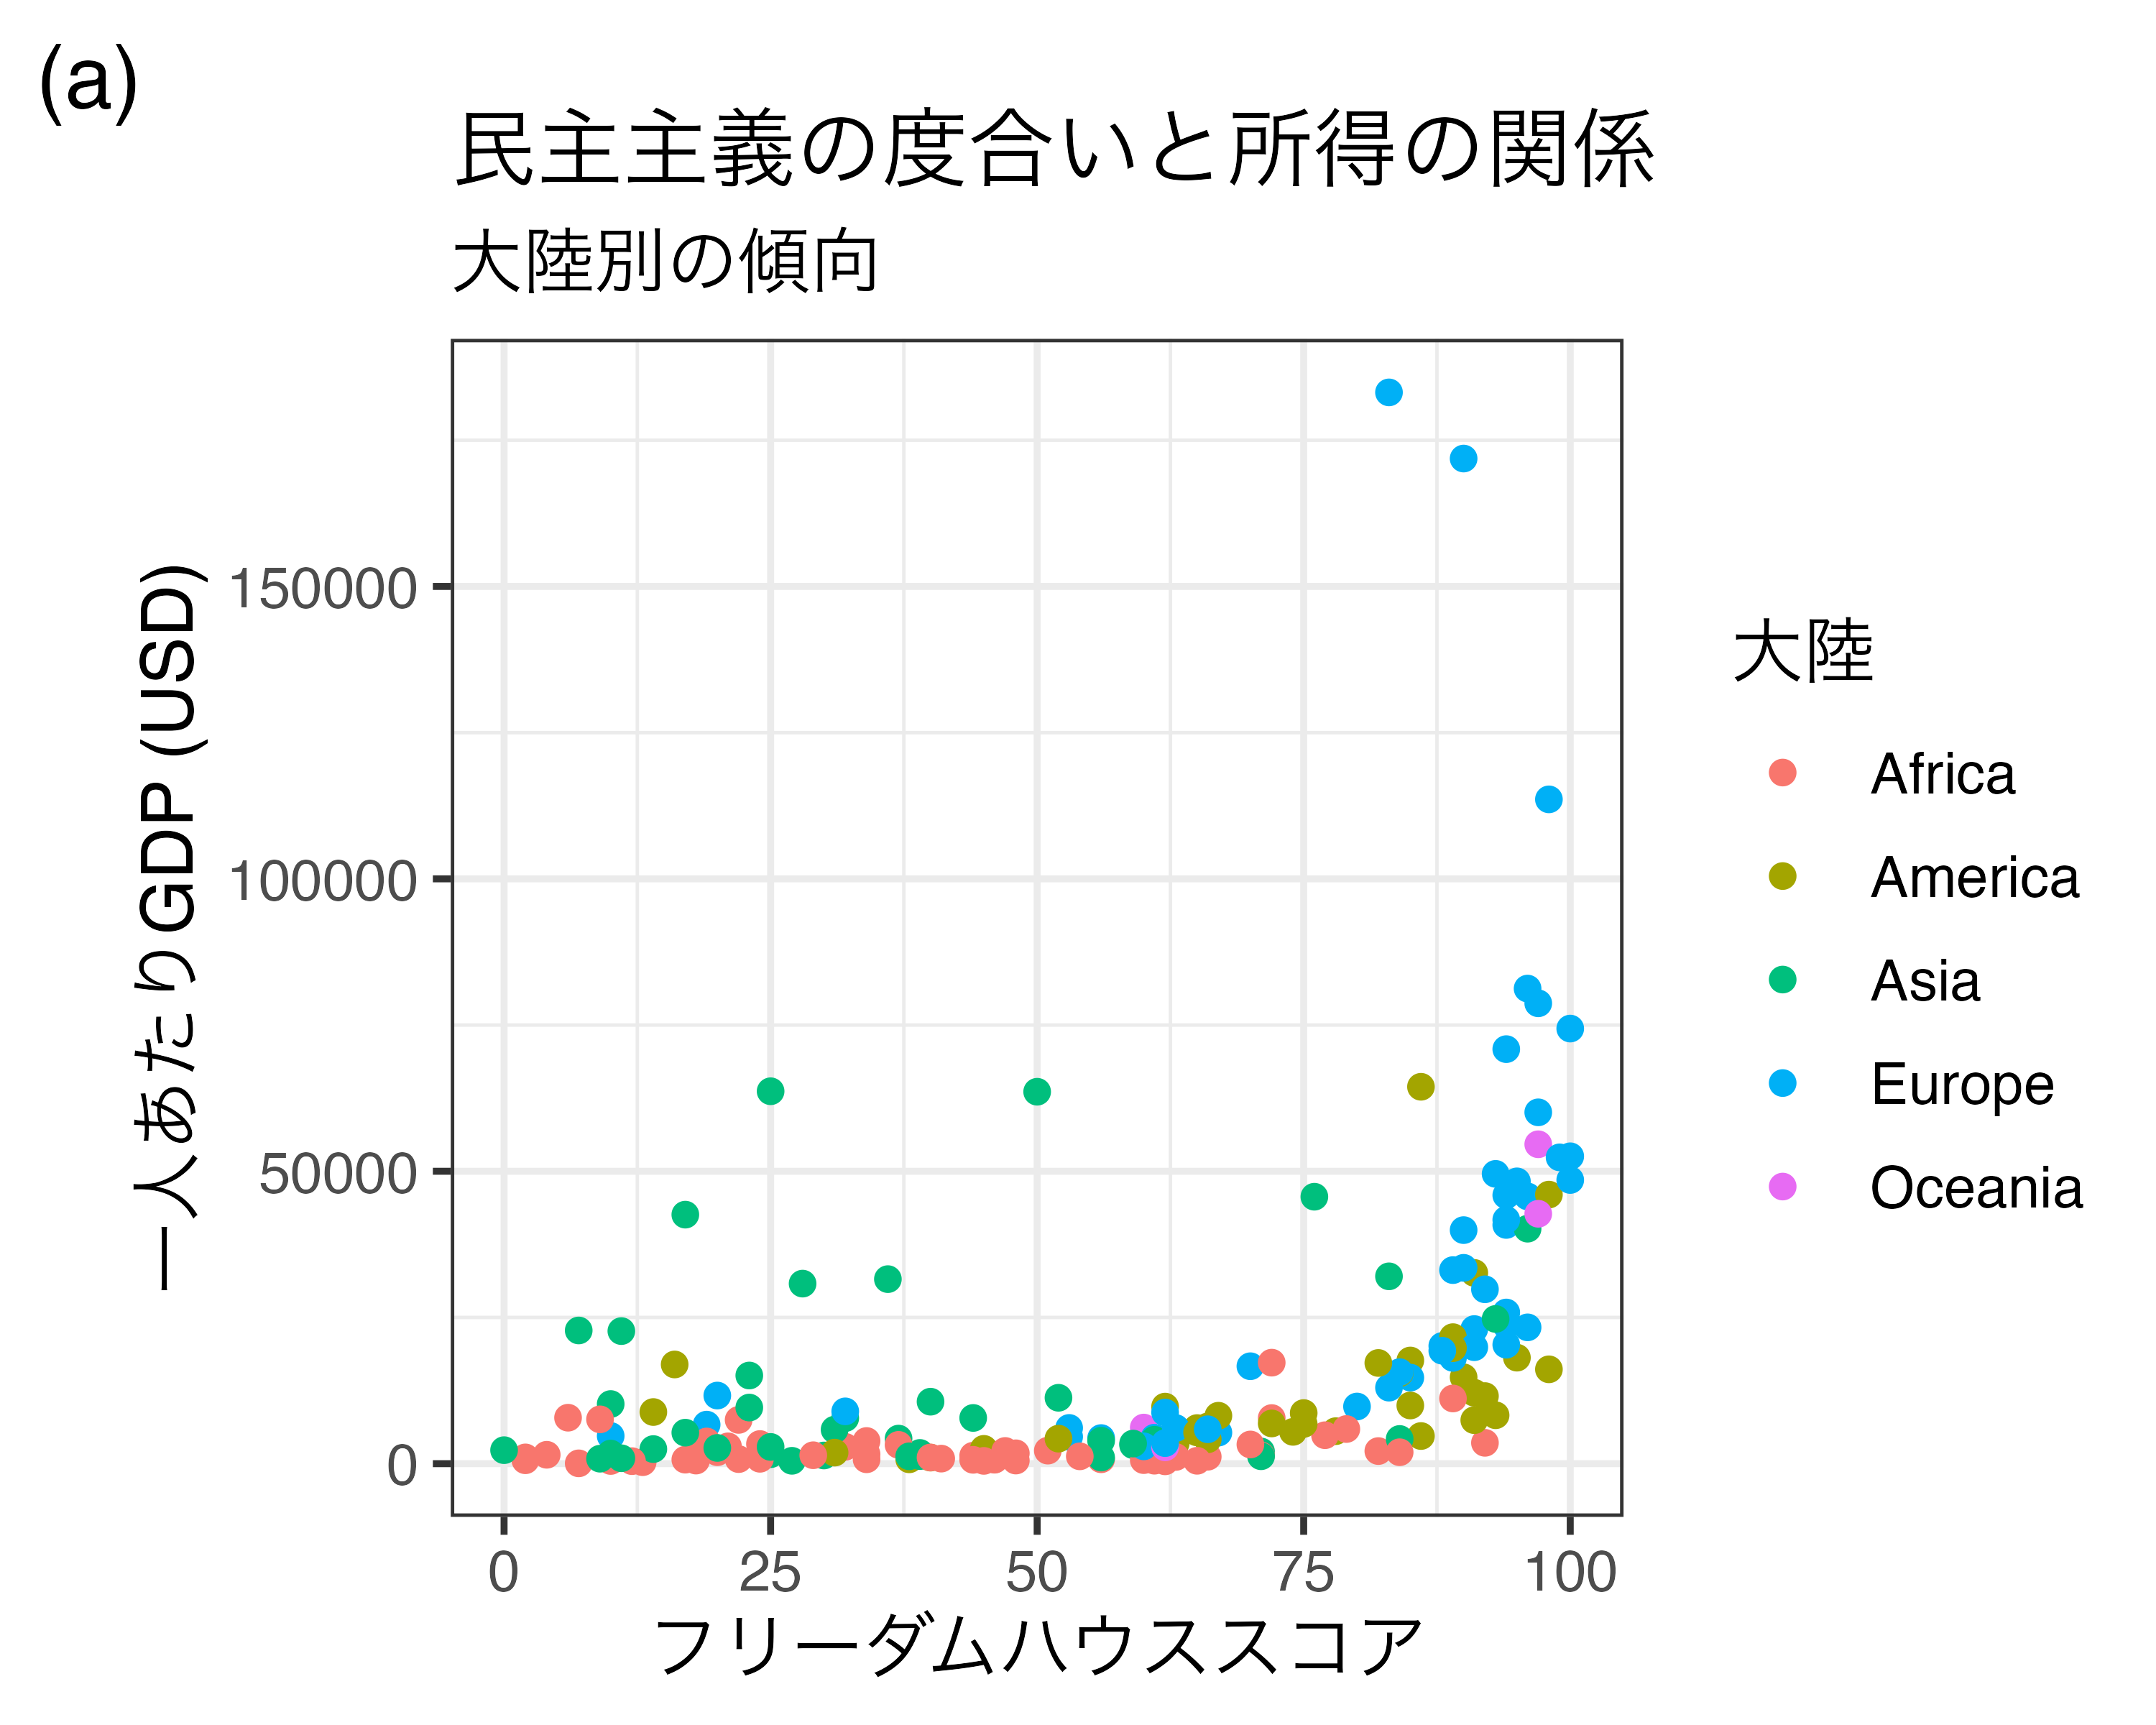 (a)
民主主義の度合いと所得の関係
大陸別の傾向
一人あたりGDP (USD)
150000
100000
50000
0
0 25 50 75 100
フリーダムハウススコア
大陸
Africa
America
Asia
Europe
Oceania